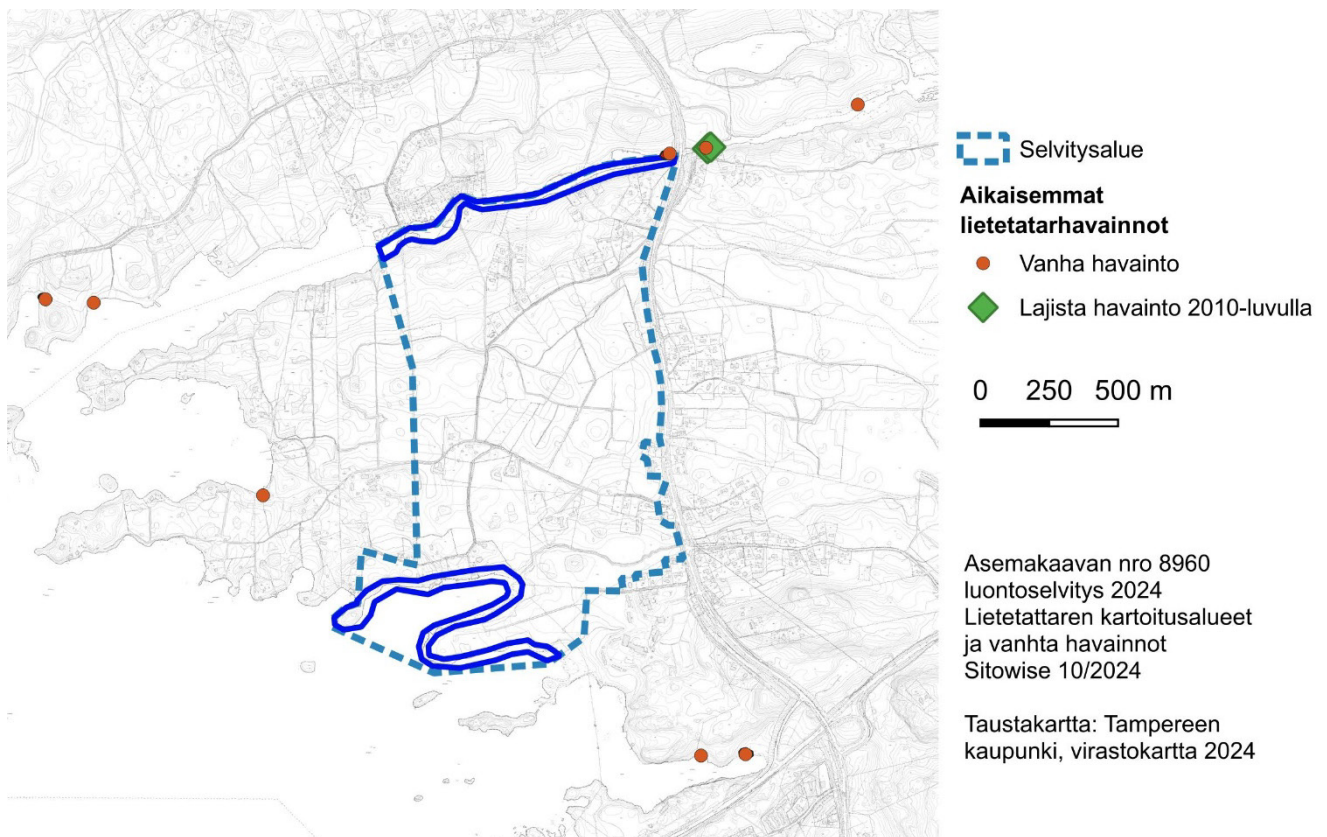 Selvitysalue
Aikaisemmat
lietetatarhavainnot
Vanha havainto
Lajista havainto 2010-luvulla
0 250 500 m
Asemakaavan nro 8960
luontoselvitys 2024
Lietetattaren kartoitusalueet
ja vanhta havainnot
Sitowise 10/2024
Taustakartta: Tampereen
kaupunki, virastokartta 2024